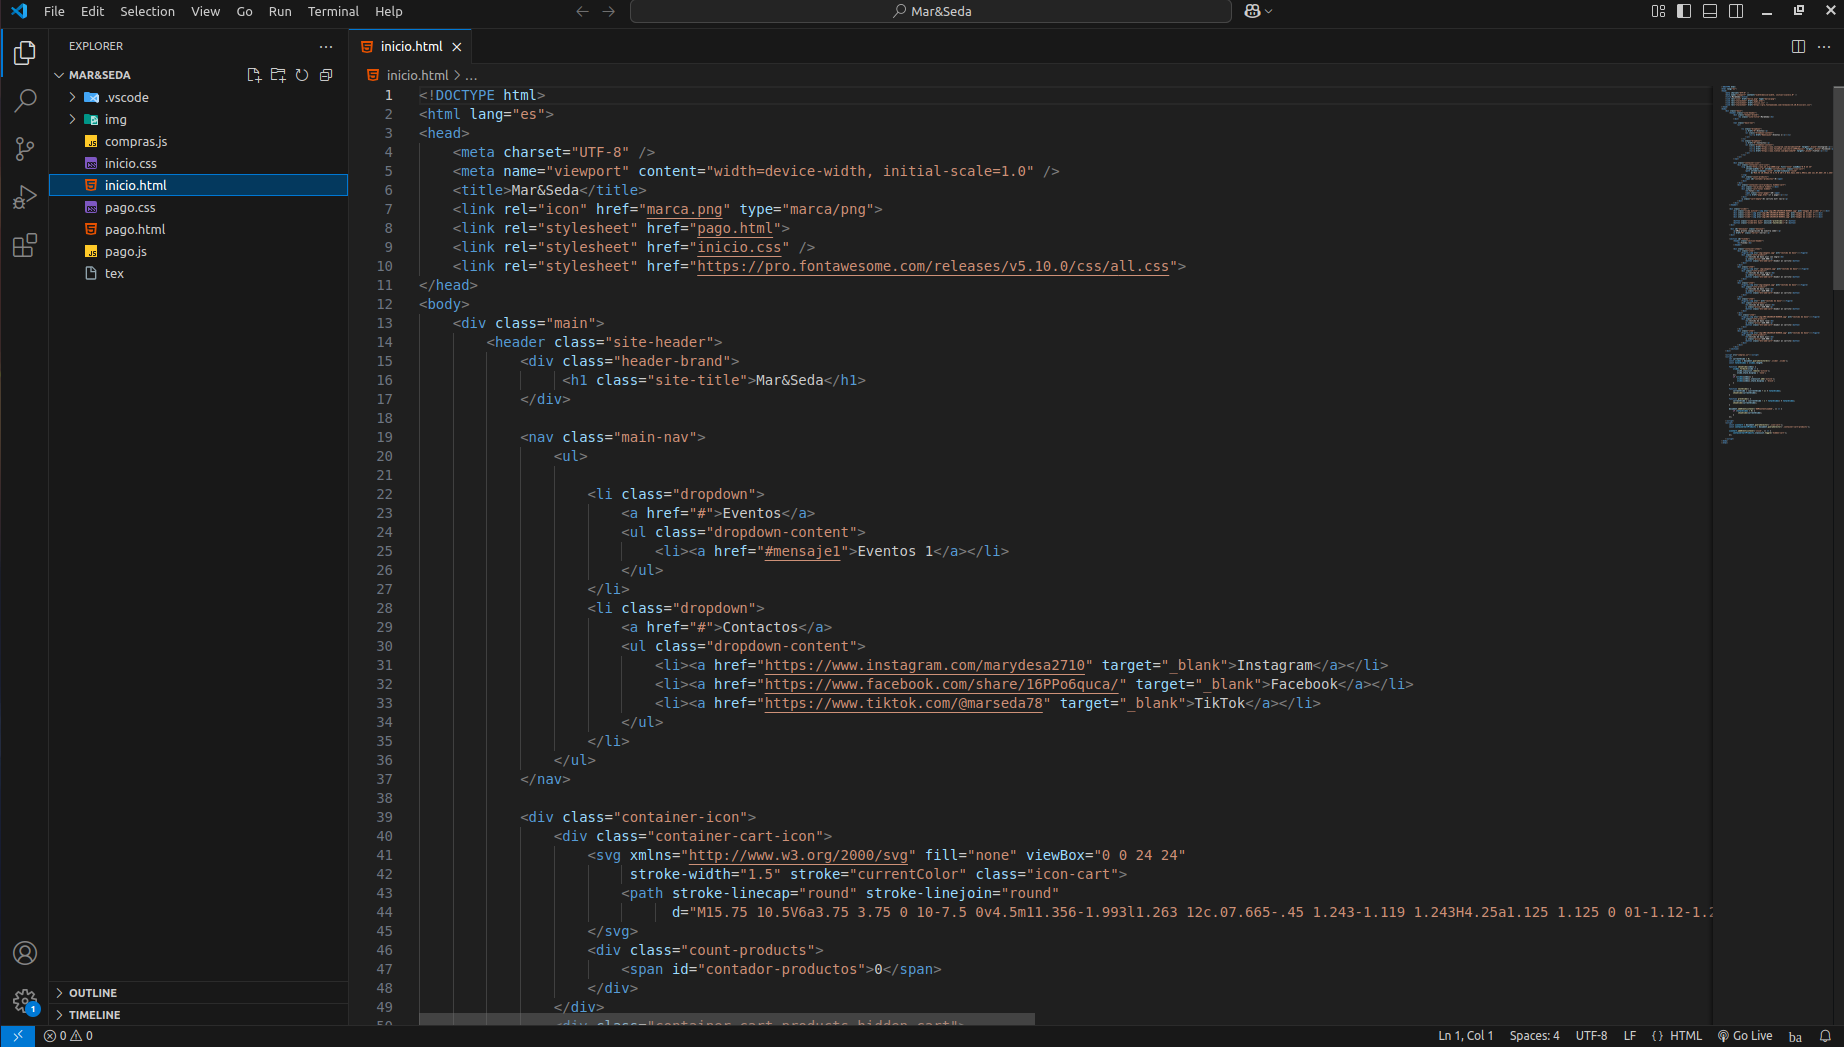 File Edit Selection View Go Run Terminal Help
Mar&Seda
EXPLORER
MAR&SEDA
.vscode
img
compras.js
inicio.css
inicio.html
pago.css
pago.html
pago.js
tex
OUTLINE
TIMELINE
inicio.html
inicio.html > ...
1 <!DOCTYPE html>
2 <html lang="es">
3 <head>
4 <meta charset="UTF-8" />
5 <meta name="viewport" content="width=device-width, initial-scale=1.0" />
6 <title>Mar&Seda</title>
7 <link rel="icon" href="marca.png" type="marca/png">
8 <link rel="stylesheet" href="pago.html">
9 <link rel="stylesheet" href="inicio.css" />
10 <link rel="stylesheet" href="https://pro.fontawesome.com/releases/v5.10.0/css/all.css">
11 </head>
12 <body>
13 <div class="main">
14 <header class="site-header">
15 <div class="header-brand">
16 <h1 class="site-title">Mar&Seda</h1>
17 </div>
18
19 <nav class="main-nav">
20 <ul>
21
22 <li class="dropdown">
23 <a href="#">Eventos</a>
24 <ul class="dropdown-content">
25 <li><a href="#mensaje1">Eventos 1</a></li>
26 </ul>
27 </li>
28 <li class="dropdown">
29 <a href="#">Contactos</a>
30 <ul class="dropdown-content">
31 <li><a href="https://www.instagram.com/marydesa2710" target="_blank">Instagram</a></li>
32 <li><a href="https://www.facebook.com/share/16PPo6quca/" target="_blank">Facebook</a></li>
33 <li><a href="https://www.tiktok.com/@marseda78" target="_blank">TikTok</a></li>
34 </ul>
35 </li>
36 </ul>
37 </nav>
38
39 <div class="container-icon">
40 <div class="container-cart-icon">
41 <svg xmlns="http://www.w3.org/2000/svg" fill="none" viewBox="0 0 24 24"
42 stroke-width="1.5" stroke="currentColor" class="icon-cart">
43 <path stroke-linecap="round" stroke-linejoin="round"
44 d="M15.75 10.5V6a3.75 3.75 0 10-7.5 0v4.5m11.356-1.993l1.263 12c.07.665-.45 1.243-1.119 1.243H4.25a1.125 1.125 0 01-1.12-1.2
45 </svg>
46 <div class="count-products">
47 <span id="contador-productos">0</span>
48 </div>
49 </div>
50 <div class="container-cart-products hidden-cart">
1
0 0
Ln 1, Col 1 Spaces: 4 UTF-8 LF { } HTML Go Live ba